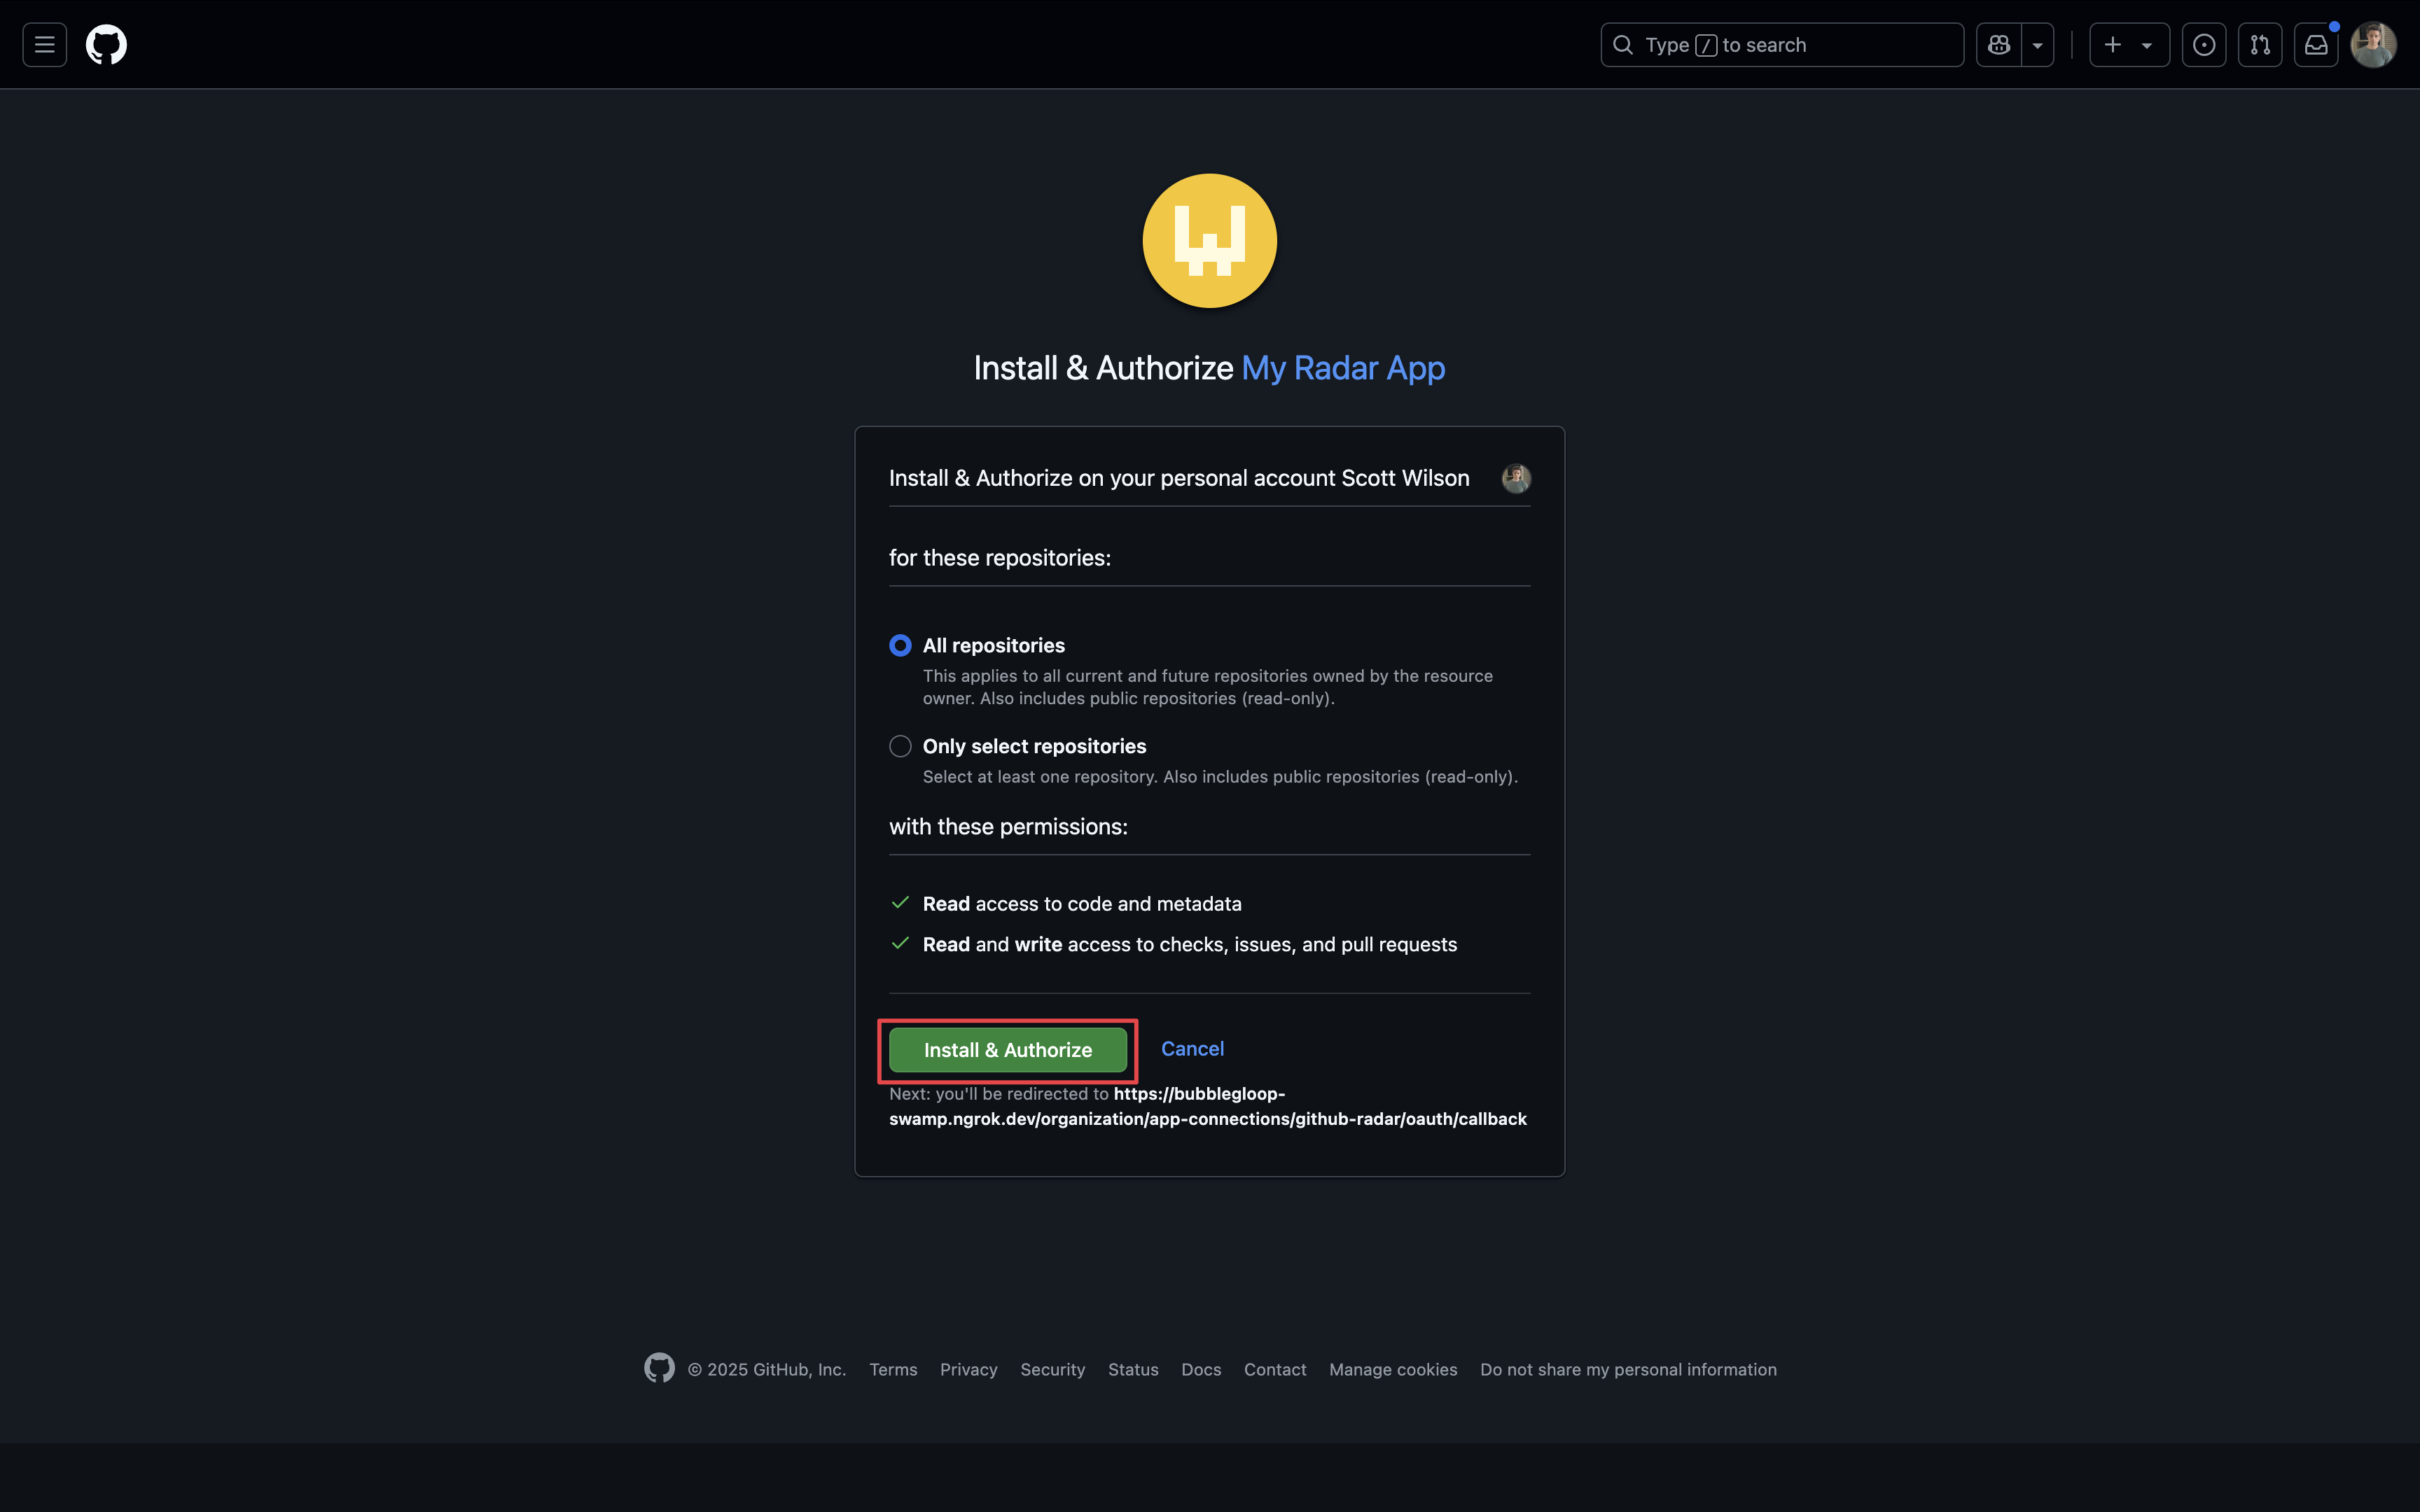 Type / to search
Install & Authorize My Radar App
Install & Authorize on your personal account Scott Wilson
for these repositories:
All repositories
This applies to all current and future repositories owned by the resource
owner. Also includes public repositories (read-only).
Only select repositories
Select at least one repository. Also includes public repositories (read-only).
with these permissions:
Read access to code and metadata
Read and write access to checks, issues, and pull requests
Install & Authorize
Cancel
Next: you'll be redirected to https://bubblegloop-
swamp.ngrok.dev/organization/app-connections/github-radar/oauth/callback
© 2025 GitHub, Inc. Terms Privacy Security Status Docs Contact Manage cookies Do not share my personal information